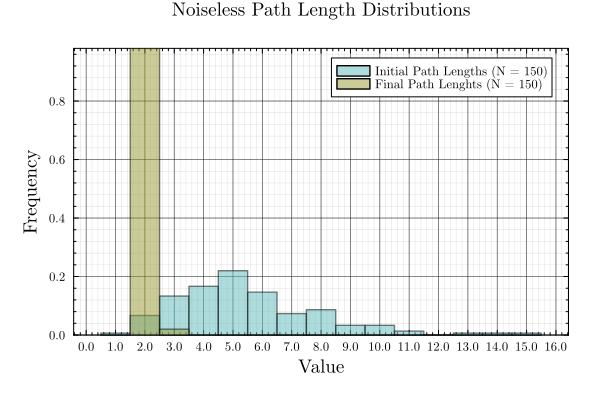 Noiseless Path Length Distributions
Initial Path Lengths (N = 150)
Final Path Lenghts (N = 150)
Frequency
0.8
0.6
0.4
0.2
0.0
0.0 1.0 2.0 3.0 4.0 5.0 6.0 7.0 8.0 9.0 10.0 11.0 12.0 13.0 14.0 15.0 16.0
Value